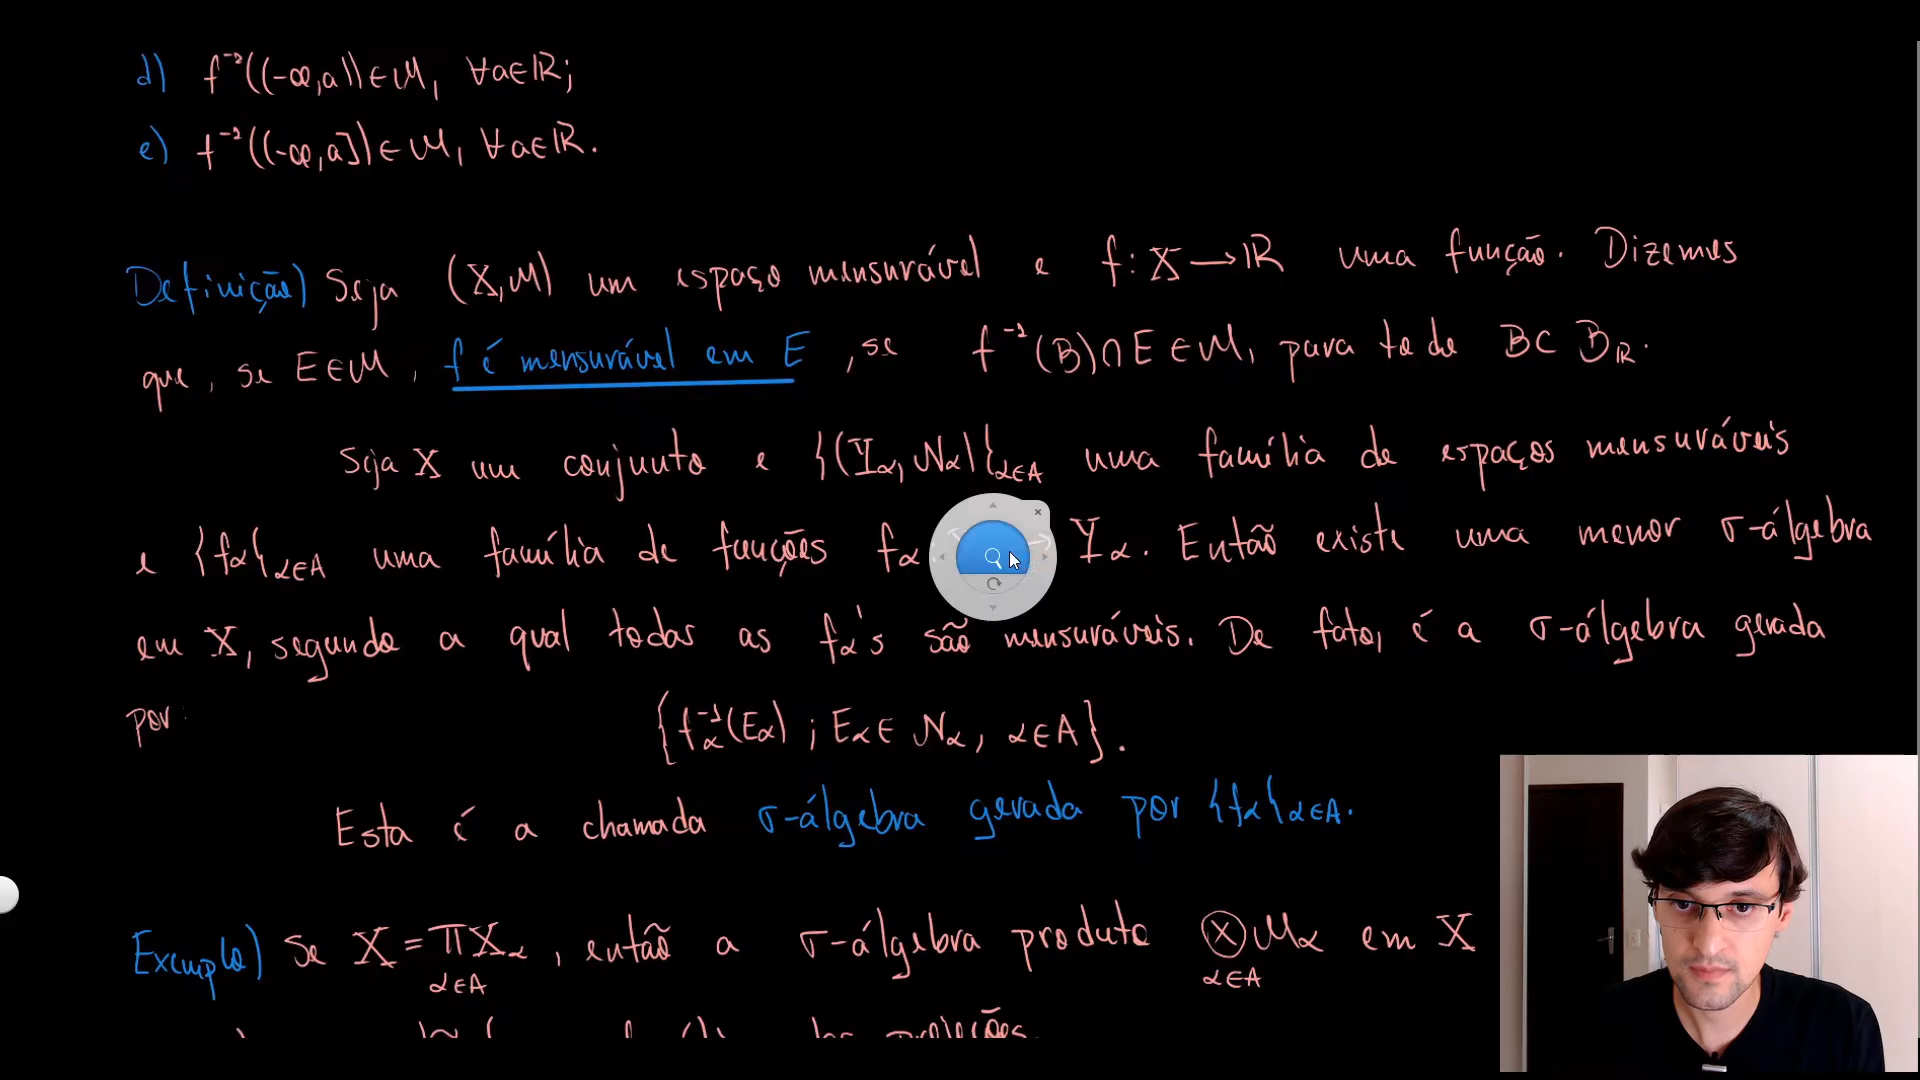 d) f⁻¹((-∞,a)) ∈ M, ∀a∈ℝ;
e) f⁻¹((-∞,a]) ∈ M, ∀a∈ℝ.
Definição) Seja (X,M) um espaço mensurável e f: X → ℝ uma função. Dizemos
que, se E∈M, f é mensurável em E, se f⁻¹(B)∩E ∈ M, para todo B⊂ B_ℝ.
Seja X um conjunto e {(Y_α, N_α)}_{α∈A} uma família de espaços mensuráveis
e {f_α}_{α∈A} uma família de funções f_α → Y_α. Então existe uma menor σ-álgebra
em X, segundo a qual todas as f_α's são mensuráveis. De fato, é a σ-álgebra gerada
por:
{f_α⁻¹(E_α) ; E_α ∈ N_α, α∈A}.
Esta é a chamada σ-álgebra gerada por {f_α}_{α∈A}.
Exemplo) Se X = ∏_{α∈A} X_α, então a σ-álgebra produto ⊗_{α∈A} M_α em X
projeções.